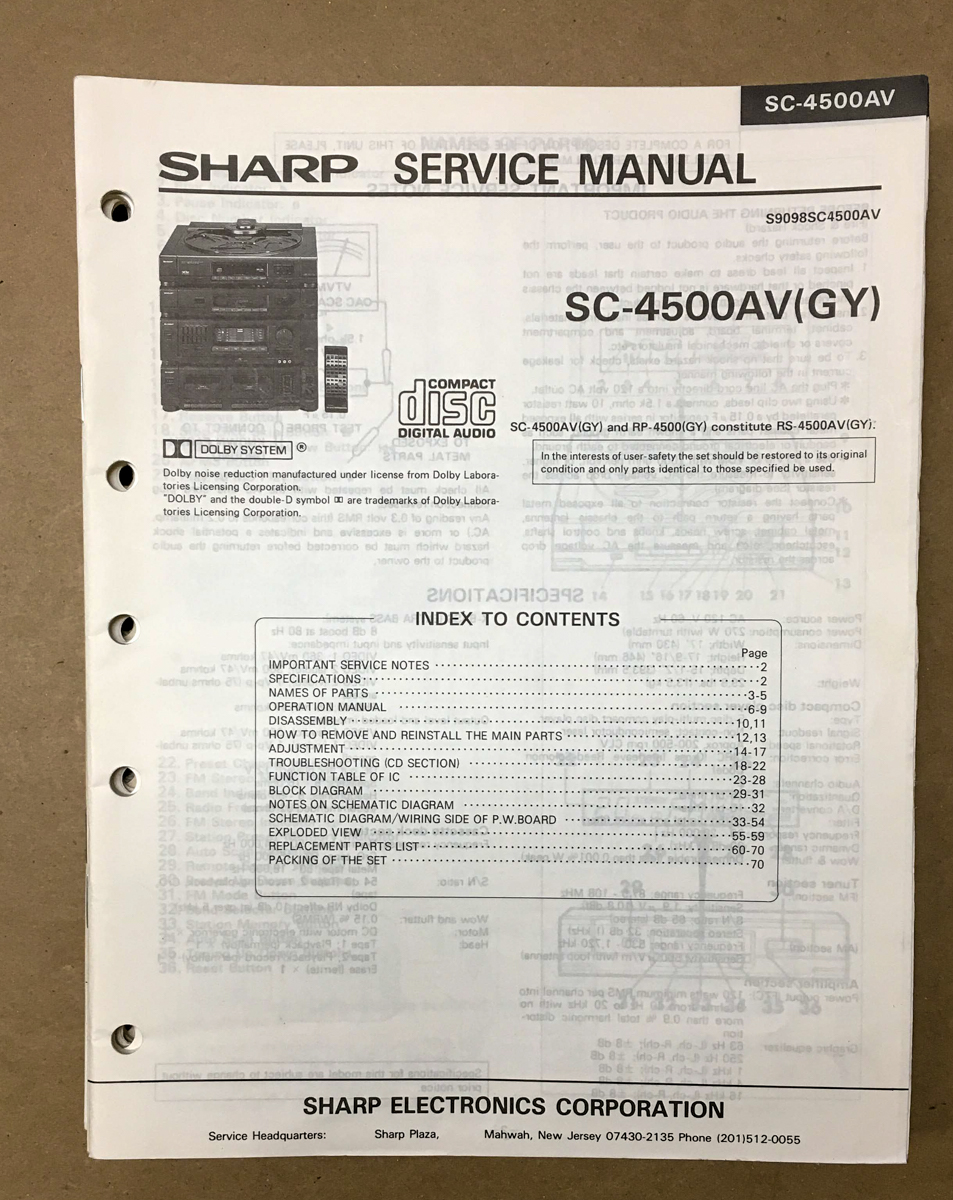 SC-4500AV
SHARP SERVICE MANUAL
S9098SC4500AV
SC-4500AV(GY)
COMPACT
disc
DIGITAL AUDIO
DOLBY SYSTEM ®
SC-4500AV(GY) and RP-4500(GY) constitute RS-4500AV(GY).
Dolby noise reduction manufactured under license from Dolby Labora-
tories Licensing Corporation.
"DOLBY" and the double-D symbol are trademarks of Dolby Labora-
tories Licensing Corporation.
In the interests of user-safety the set should be restored to its original
condition and only parts identical to those specified be used.
INDEX TO CONTENTS
Page
IMPORTANT SERVICE NOTES ········ 2
SPECIFICATIONS ········ 2
NAMES OF PARTS ········ 3-5
OPERATION MANUAL ········ 6-9
DISASSEMBLY ········ 10,11
HOW TO REMOVE AND REINSTALL THE MAIN PARTS ········ 12,13
ADJUSTMENT ········ 14-17
TROUBLESHOOTING (CD SECTION) ········ 18-22
FUNCTION TABLE OF IC ········ 23-28
BLOCK DIAGRAM ········ 29-31
NOTES ON SCHEMATIC DIAGRAM ········ 32
SCHEMATIC DIAGRAM/WIRING SIDE OF P.W.BOARD ········ 33-54
EXPLODED VIEW ········ 55-59
REPLACEMENT PARTS LIST ········ 60-70
PACKING OF THE SET ········ 70
SHARP ELECTRONICS CORPORATION
Service Headquarters: Sharp Plaza, Mahwah, New Jersey 07430-2135 Phone (201)512-0055